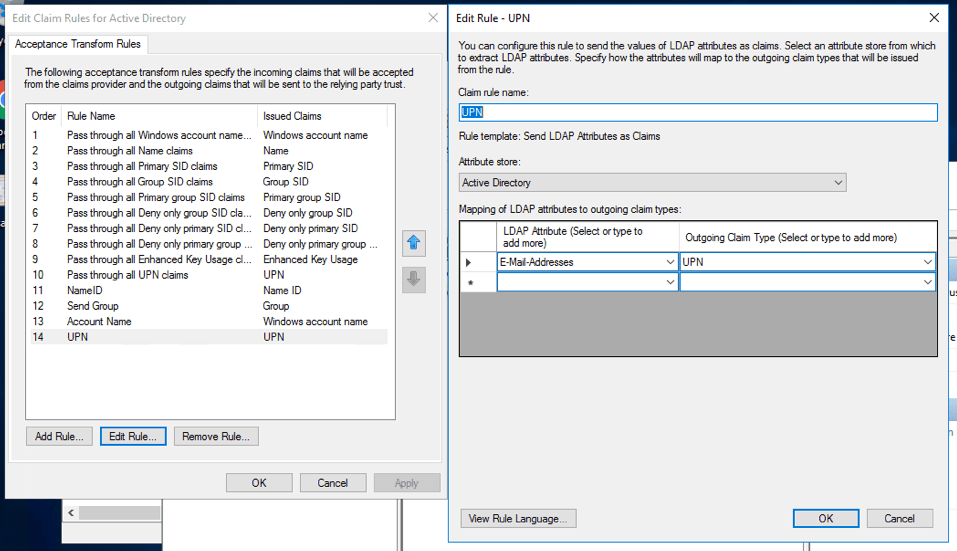 Edit Claim Rules for Active Directory
Acceptance Transform Rules
The following acceptance transform rules specify the incoming claims that will be accepted
from the claims provider and the outgoing claims that will be sent to the relying party trust.
Order Rule Name Issued Claims
1 Pass through all Windows account name... Windows account name
2 Pass through all Name claims Name
3 Pass through all Primary SID claims Primary SID
4 Pass through all Group SID claims Group SID
5 Pass through all Primary group SID claims Primary group SID
6 Pass through all Deny only group SID cla... Deny only group SID
7 Pass through all Deny only primary SID cl... Deny only primary SID
8 Pass through all Deny only primary group ... Deny only primary group ...
9 Pass through all Enhanced Key Usage cl... Enhanced Key Usage
10 Pass through all UPN claims UPN
11 NameID Name ID
12 Send Group Group
13 Account Name Windows account name
14 UPN UPN
Add Rule... Edit Rule... Remove Rule...
OK Cancel Apply
Edit Rule - UPN
You can configure this rule to send the values of LDAP attributes as claims. Select an attribute store from which
to extract LDAP attributes. Specify how the attributes will map to the outgoing claim types that will be issued
from the rule.
Claim rule name:
UPN
Rule template: Send LDAP Attributes as Claims
Attribute store:
Active Directory
Mapping of LDAP attributes to outgoing claim types:
LDAP Attribute (Select or type to
add more)
Outgoing Claim Type (Select or type to add more)
E-Mail-Addresses UPN
View Rule Language... OK Cancel